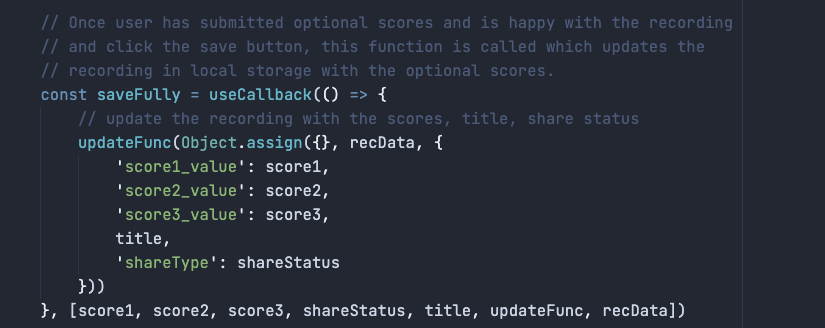 // Once user has submitted optional scores and is happy with the recording
// and click the save button, this function is called which updates the
// recording in local storage with the optional scores.
const saveFully = useCallback(() => {
    // update the recording with the scores, title, share status
    updateFunc(Object.assign({}, recData, {
        'score1_value': score1,
        'score2_value': score2,
        'score3_value': score3,
        title,
        'shareType': shareStatus
    }))
}, [score1, score2, score3, shareStatus, title, updateFunc, recData])